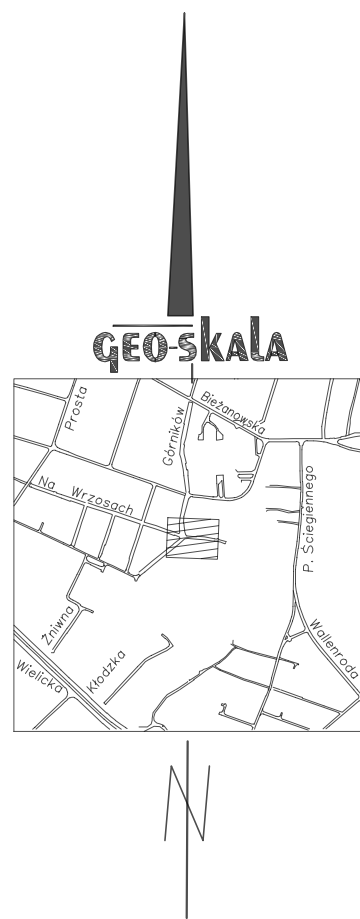 GEO-SKALA
Prosta
Górników
Bieżanowska
Na Wrzosach
P. Ściegiennego
Żniwna
Wielicka
Kłodzka
Wallenroda
N